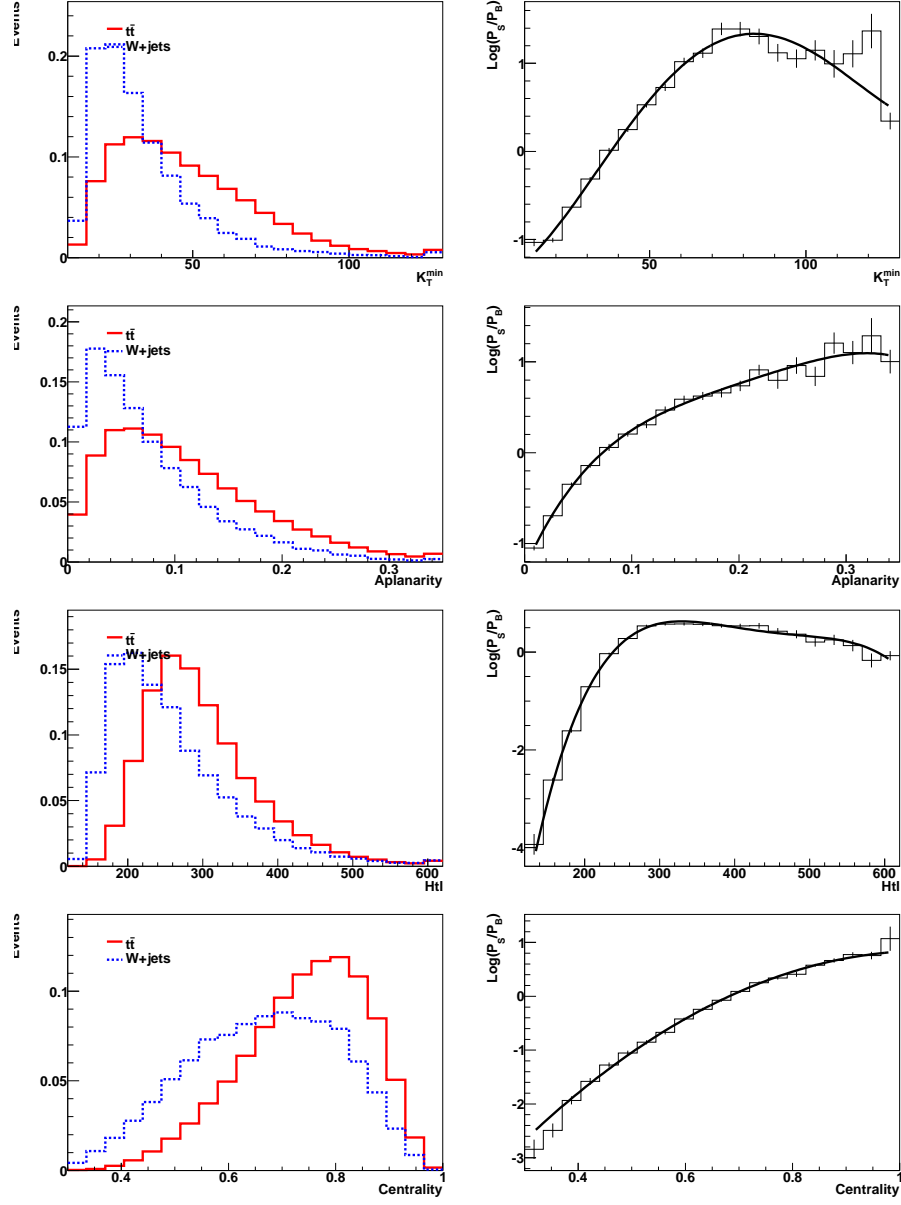 Events
tt̄
W+jets
0.2
0.1
0
50
100
K_T^min
Log(P_S/P_B)
1
0
-1
50
100
K_T^min
Events
tt̄
W+jets
0.2
0.15
0.1
0.05
0
0
0.1
0.2
0.3
Aplanarity
Log(P_S/P_B)
1
0
-1
0
0.1
0.2
0.3
Aplanarity
Events
tt̄
W+jets
0.15
0.1
0.05
0
200
300
400
500
600
Htl
Log(P_S/P_B)
0
-2
-4
200
300
400
500
600
Htl
Events
tt̄
W+jets
0.1
0.05
0
0.4
0.6
0.8
1
Centrality
Log(P_S/P_B)
1
0
-1
-2
-3
0.4
0.6
0.8
1
Centrality